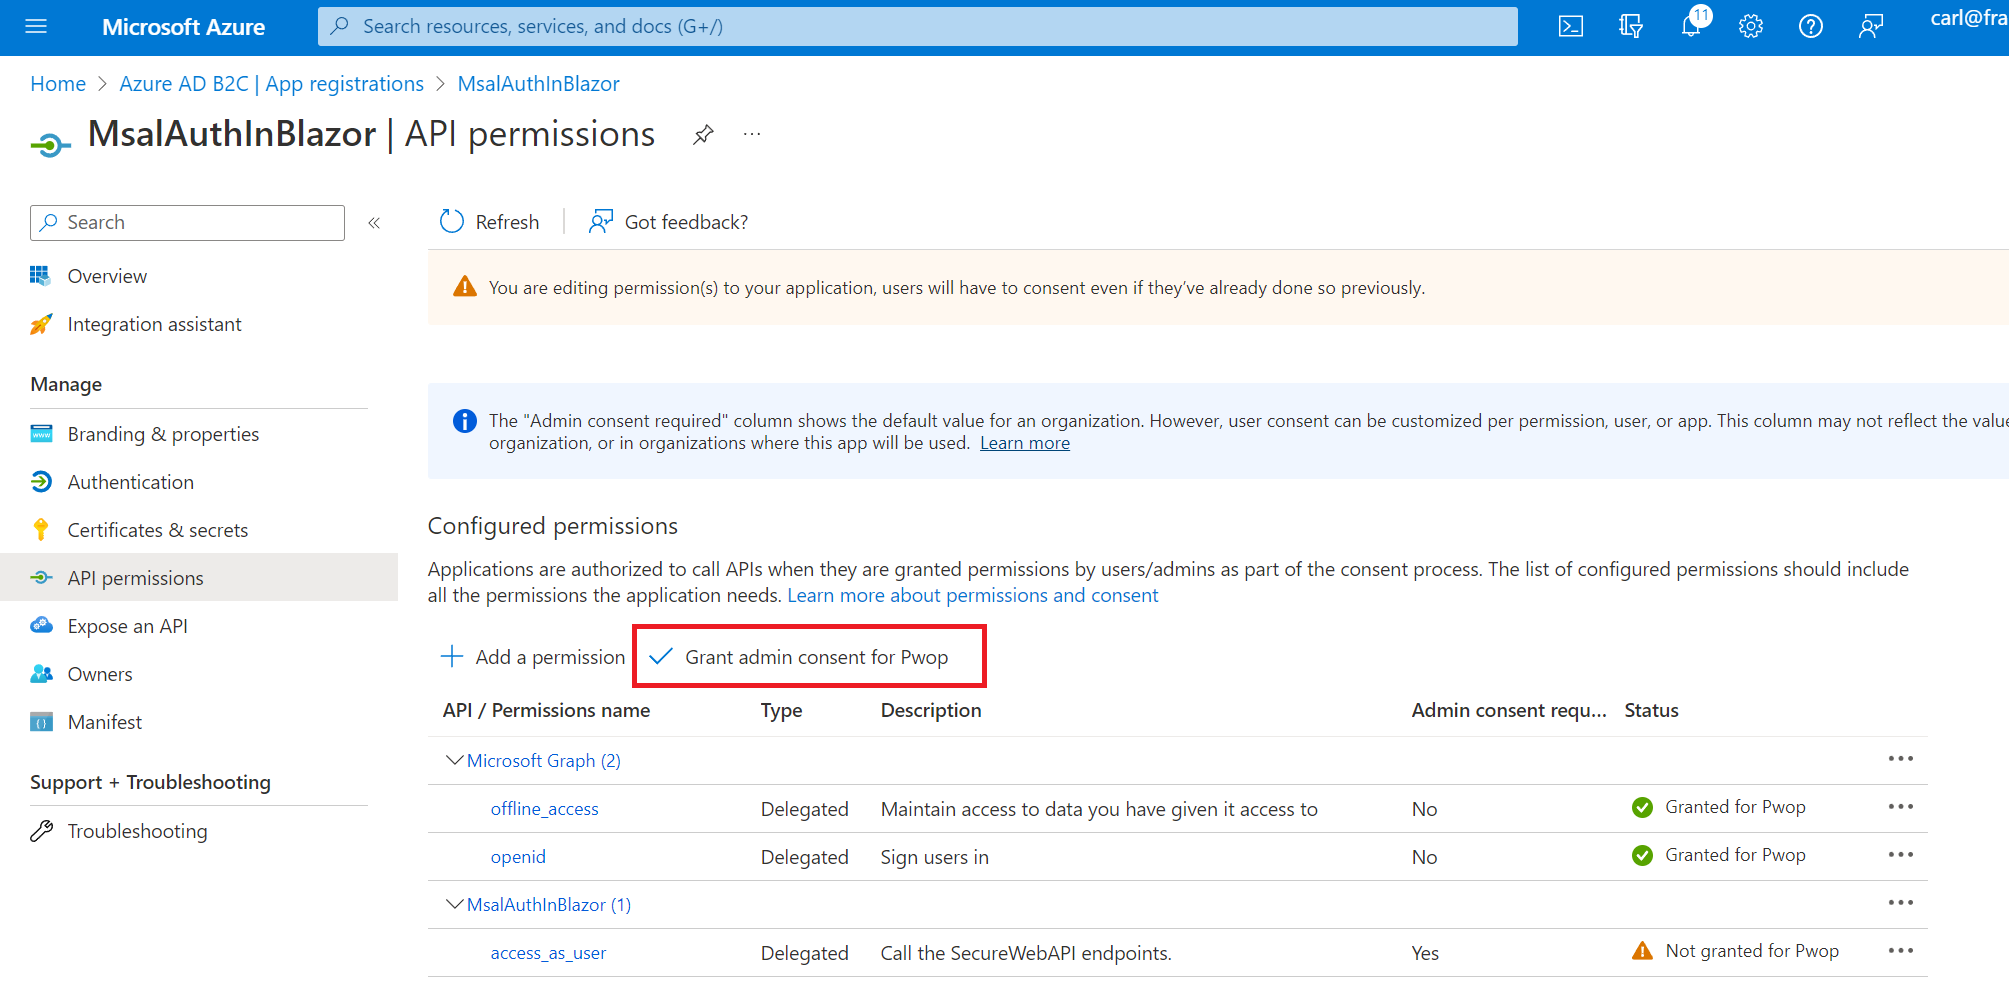 Microsoft Azure
Search resources, services, and docs (G+/)
11
carl@fra
Home > Azure AD B2C | App registrations > MsalAuthInBlazor
MsalAuthInBlazor | API permissions
Search
«
Refresh
Got feedback?
Overview
Integration assistant
Manage
Branding & properties
Authentication
Certificates & secrets
API permissions
Expose an API
Owners
Manifest
Support + Troubleshooting
Troubleshooting
You are editing permission(s) to your application, users will have to consent even if they’ve already done so previously.
The "Admin consent required" column shows the default value for an organization. However, user consent can be customized per permission, user, or app. This column may not reflect the value
organization, or in organizations where this app will be used. Learn more
Configured permissions
Applications are authorized to call APIs when they are granted permissions by users/admins as part of the consent process. The list of configured permissions should include
all the permissions the application needs. Learn more about permissions and consent
Add a permission
Grant admin consent for Pwop
API / Permissions name Type Description Admin consent requ... Status
Microsoft Graph (2)
offline_access Delegated Maintain access to data you have given it access to No Granted for Pwop
openid Delegated Sign users in No Granted for Pwop
MsalAuthInBlazor (1)
access_as_user Delegated Call the SecureWebAPI endpoints. Yes Not granted for Pwop